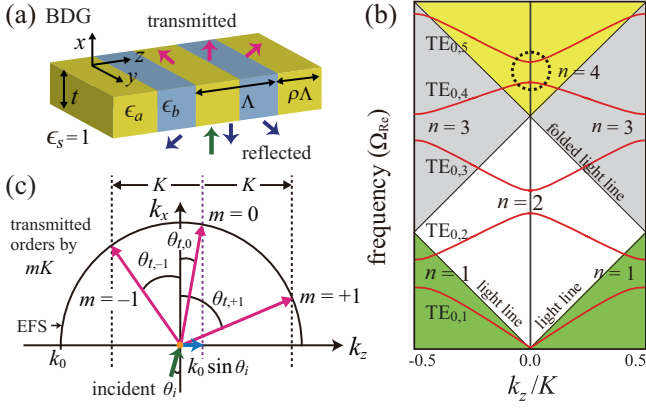 (a) BDG
transmitted
x
z
y
t
ϵa
ϵb
Λ
ρΛ
ϵs = 1
reflected
(c)
K
K
kx
m = 0
transmitted
orders by
mK
θt,−1
θt,0
θt,+1
m = −1
m = +1
EFS
k0
kz
k0 sin θi
incident θi
(b)
frequency (ΩRe)
TE0,5
n = 4
TE0,4
n = 3
n = 3
folded light line
TE0,3
n = 2
TE0,2
n = 1
n = 1
light line
light line
TE0,1
-0.5
0.0
0.5
kz/K